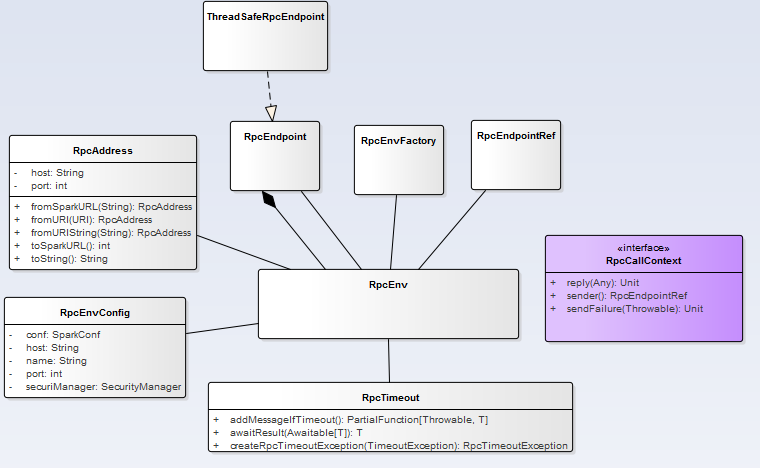 ThreadSafeRpcEndpoint
RpcEndpoint
RpcEnvFactory
RpcEndpointRef
RpcAddress
- host: String
- port: int
+ fromSparkURL(String): RpcAddress
+ fromURI(URI): RpcAddress
+ fromURIString(String): RpcAddress
+ toSparkURL(): int
+ toString(): String
«interface»
RpcCallContext
+ reply(Any): Unit
+ sender(): RpcEndpointRef
+ sendFailure(Throwable): Unit
RpcEnv
RpcEnvConfig
- conf: SparkConf
- host: String
- name: String
- port: int
- securiManager: SecurityManager
RpcTimeout
+ addMessageIfTimeout(): PartialFunction[Throwable, T]
+ awaitResult(Awaitable[T]): T
+ createRpcTimeoutException(TimeoutException): RpcTimeoutException